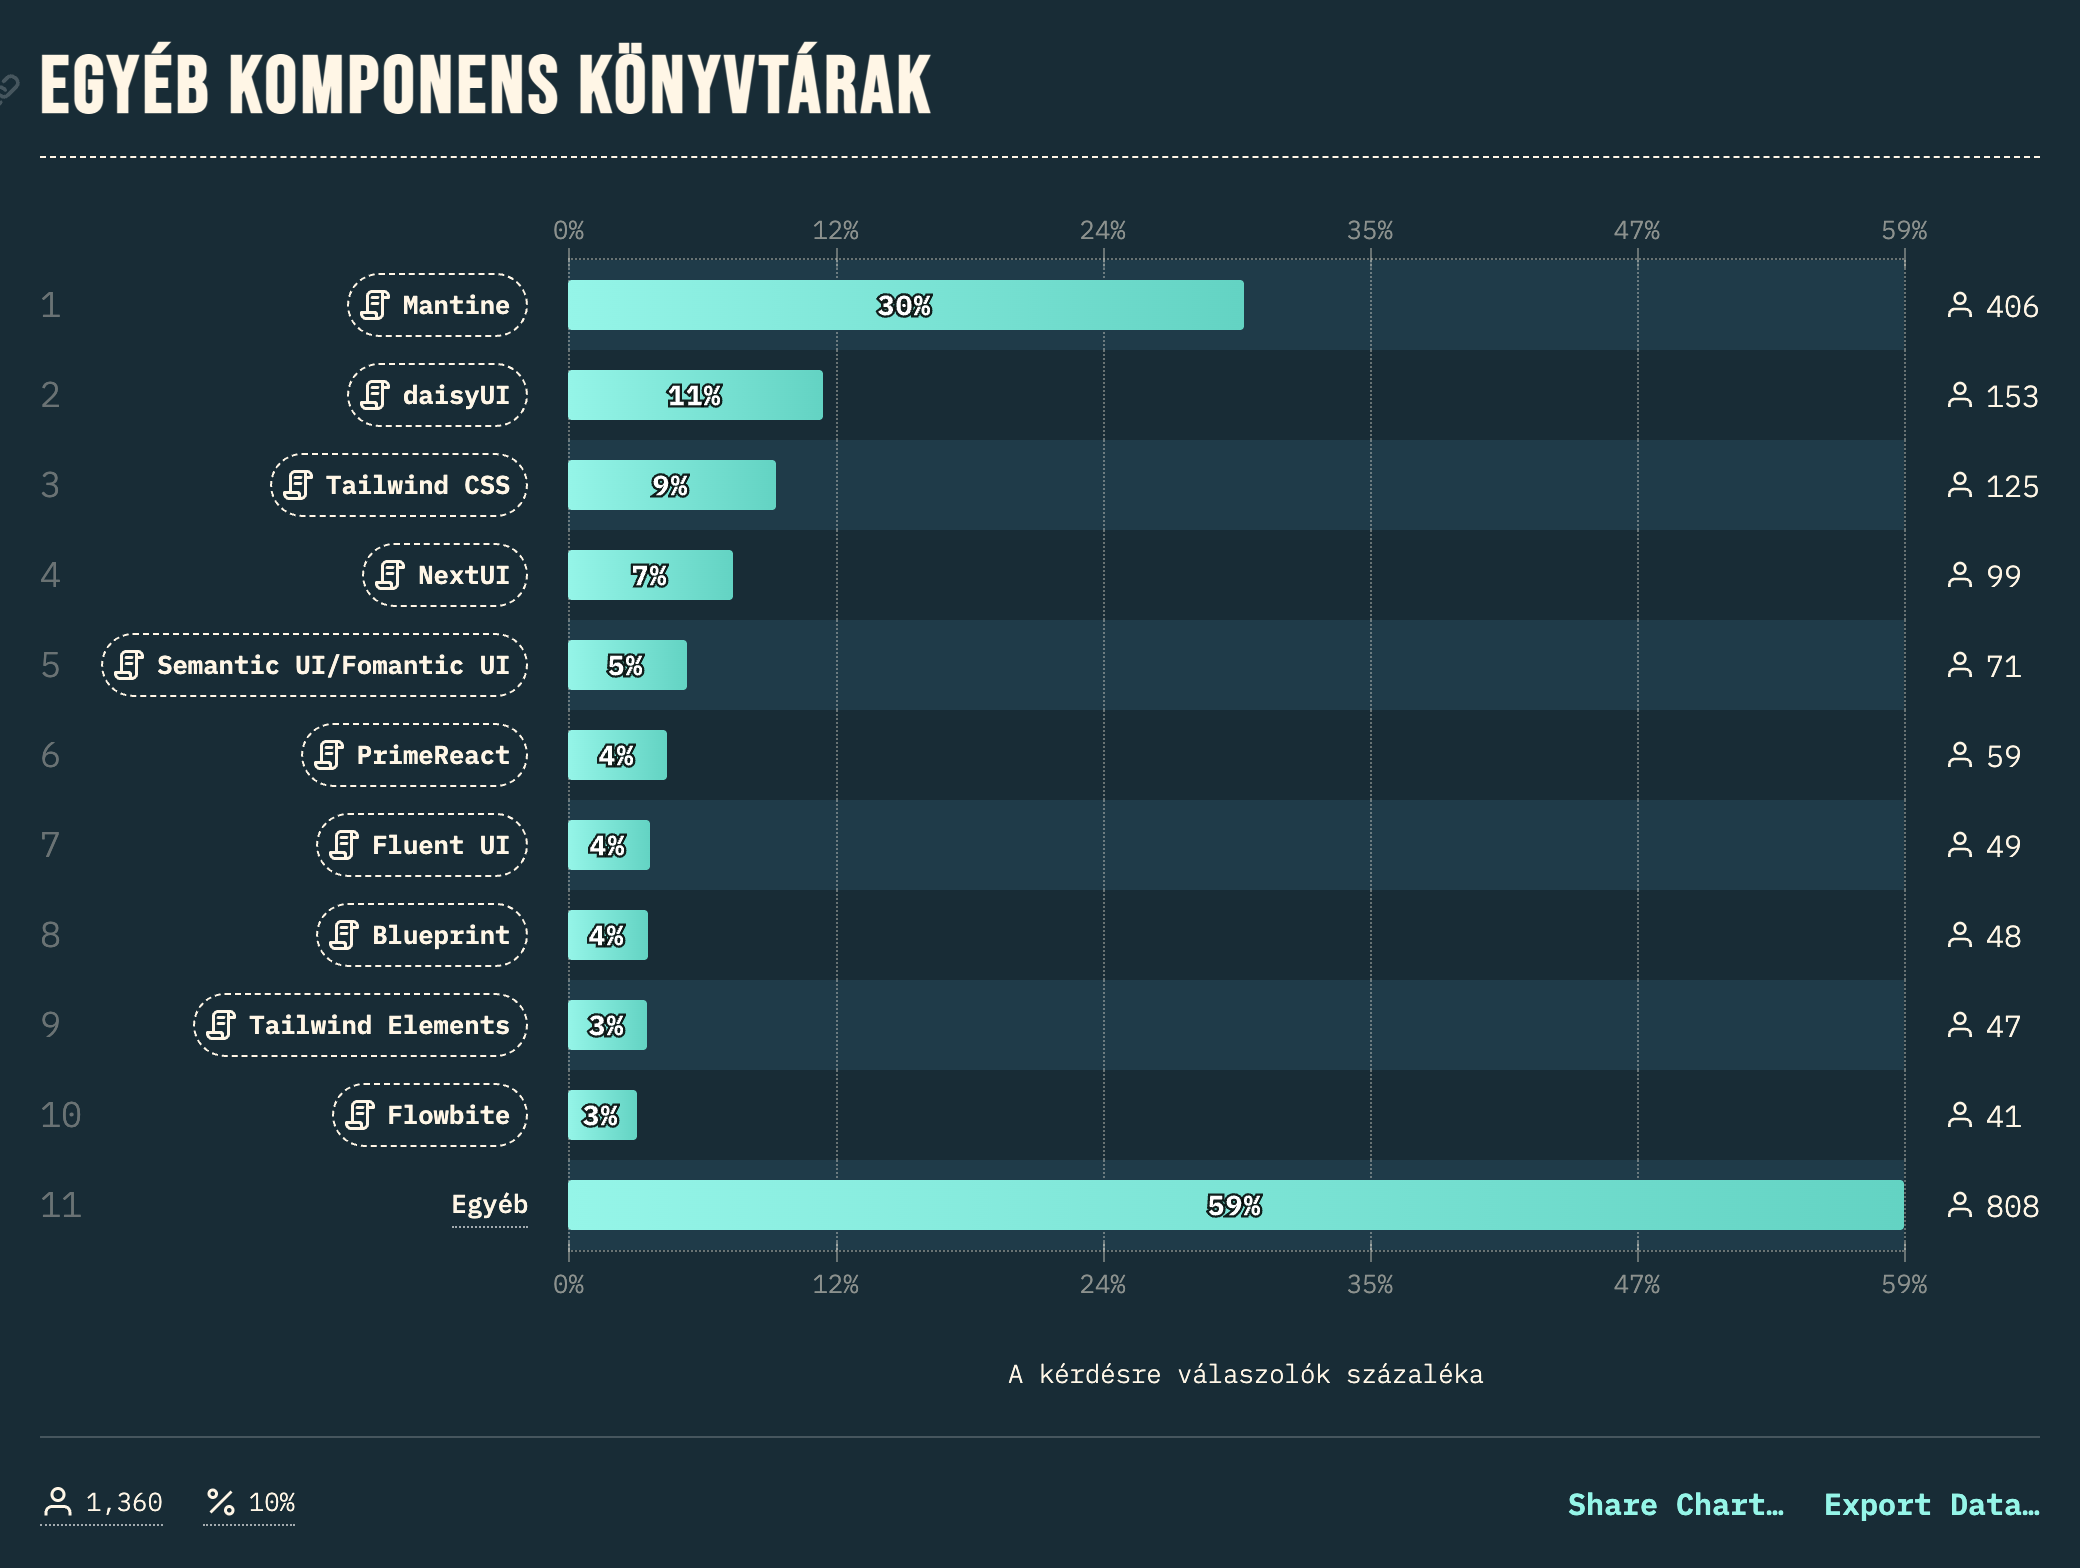 EGYÉB KOMPONENS KÖNYVTÁRAK
0% 12% 24% 35% 47% 59%
1 Mantine 30% 406
2 daisyUI 11% 153
3 Tailwind CSS 9% 125
4 NextUI 7% 99
5 Semantic UI/Fomantic UI 5% 71
6 PrimeReact 4% 59
7 Fluent UI 4% 49
8 Blueprint 4% 48
9 Tailwind Elements 3% 47
10 Flowbite 3% 41
11 Egyéb 59% 808
0% 12% 24% 35% 47% 59%
A kérdésre válaszolók százaléka
1,360 % 10% Share Chart… Export Data…